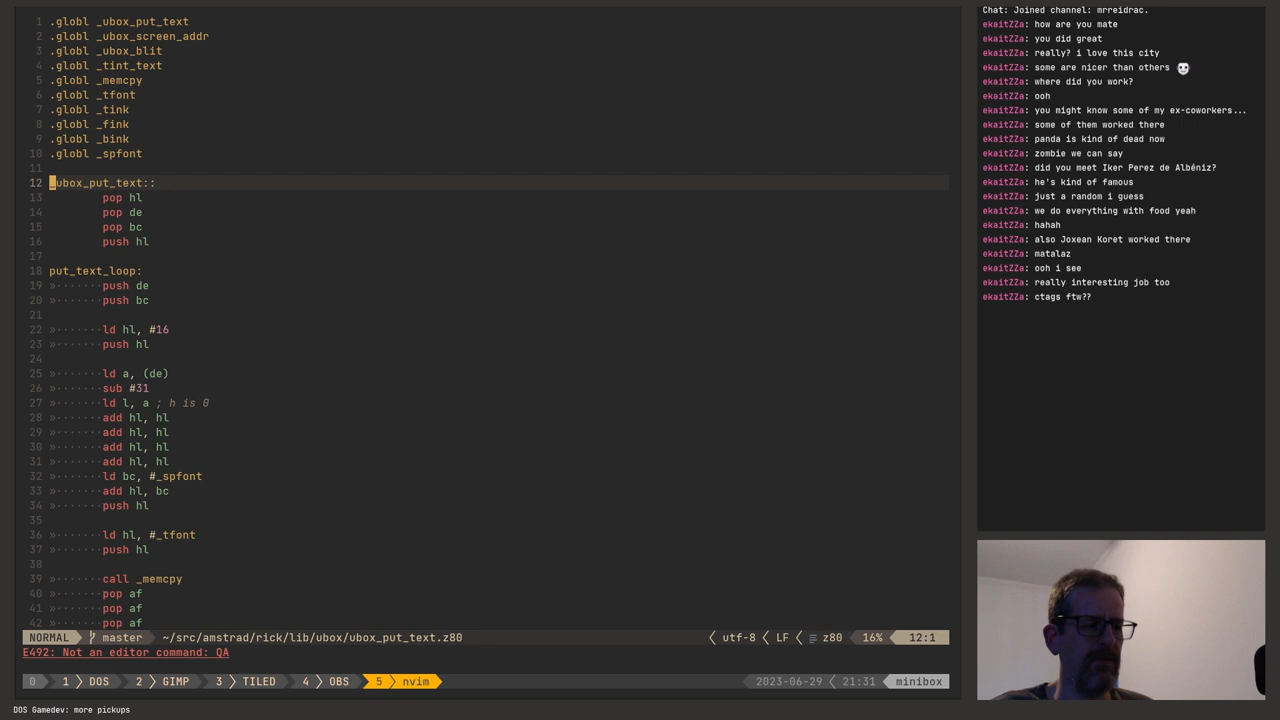 1 .globl _ubox_put_text
2 .globl _ubox_screen_addr
3 .globl _ubox_blit
4 .globl _tint_text
5 .globl _memcpy
6 .globl _tfont
7 .globl _tink
8 .globl _fink
9 .globl _bink
10 .globl _spfont
11
12 _ubox_put_text::
13 pop hl
14 pop de
15 pop bc
16 push hl
17
18 put_text_loop:
19 »·······push de
20 »·······push bc
21
22 »·······ld hl, #16
23 »·······push hl
24
25 »·······ld a, (de)
26 »·······sub #31
27 »·······ld l, a ; h is 0
28 »·······add hl, hl
29 »·······add hl, hl
30 »·······add hl, hl
31 »·······add hl, hl
32 »·······ld bc, #_spfont
33 »·······add hl, bc
34 »·······push hl
35
36 »·······ld hl, #_tfont
37 »·······push hl
38
39 »·······call _memcpy
40 »·······pop af
41 »·······pop af
42 »·······pop af
NORMAL master ~/src/amstrad/rick/lib/ubox/ubox_put_text.z80 utf-8 LF z80 16% 12:1
E492: Not an editor command: QA
0 1 DOS 2 GIMP 3 TILED 4 OBS 5 nvim 2023-06-29 21:31 minibox
DOS Gamedev: more pickups
Chat: Joined channel: mrreidrac.
ekaitZZa: how are you mate
ekaitZZa: you did great
ekaitZZa: really? i love this city
ekaitZZa: some are nicer than others
ekaitZZa: where did you work?
ekaitZZa: ooh
ekaitZZa: you might know some of my ex-coworkers...
ekaitZZa: some of them worked there
ekaitZZa: panda is kind of dead now
ekaitZZa: zombie we can say
ekaitZZa: did you meet Iker Perez de Albéniz?
ekaitZZa: he's kind of famous
ekaitZZa: just a random i guess
ekaitZZa: we do everything with food yeah
ekaitZZa: hahah
ekaitZZa: also Joxean Koret worked there
ekaitZZa: matalaz
ekaitZZa: ooh i see
ekaitZZa: really interesting job too
ekaitZZa: ctags ftw??